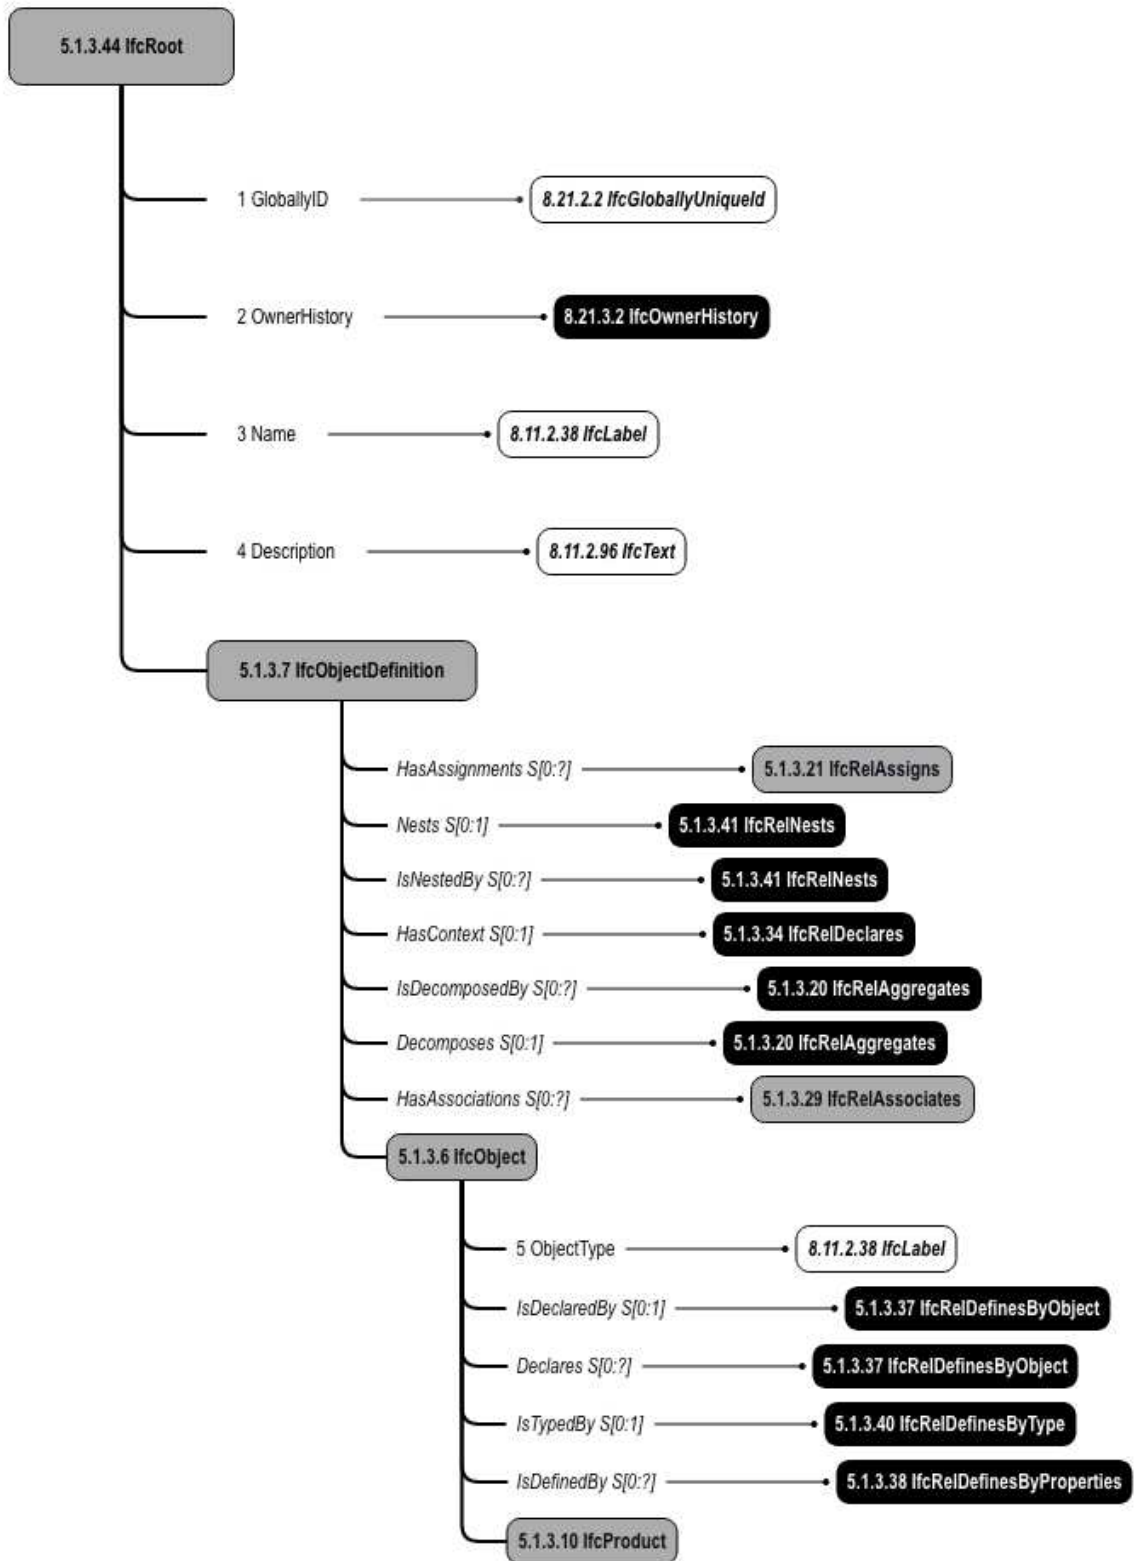 5.1.3.44 IfcRoot
1 GloballyID
8.21.2.2 IfcGloballyUniqueId
2 OwnerHistory
8.21.3.2 IfcOwnerHistory
3 Name
8.11.2.38 IfcLabel
4 Description
8.11.2.96 IfcText
5.1.3.7 IfcObjectDefinition
HasAssignments S[0:?]
5.1.3.21 IfcRelAssigns
Nests S[0:1]
5.1.3.41 IfcRelNests
IsNestedBy S[0:?]
5.1.3.41 IfcRelNests
HasContext S[0:1]
5.1.3.34 IfcRelDeclares
IsDecomposedBy S[0:?]
5.1.3.20 IfcRelAggregates
Decomposes S[0:1]
5.1.3.20 IfcRelAggregates
HasAssociations S[0:?]
5.1.3.29 IfcRelAssociates
5.1.3.6 IfcObject
5 ObjectType
8.11.2.38 IfcLabel
IsDeclaredBy S[0:1]
5.1.3.37 IfcRelDefinesByObject
Declares S[0:?]
5.1.3.37 IfcRelDefinesByObject
IsTypedBy S[0:1]
5.1.3.40 IfcRelDefinesByType
IsDefinedBy S[0:?]
5.1.3.38 IfcRelDefinesByProperties
5.1.3.10 IfcProduct